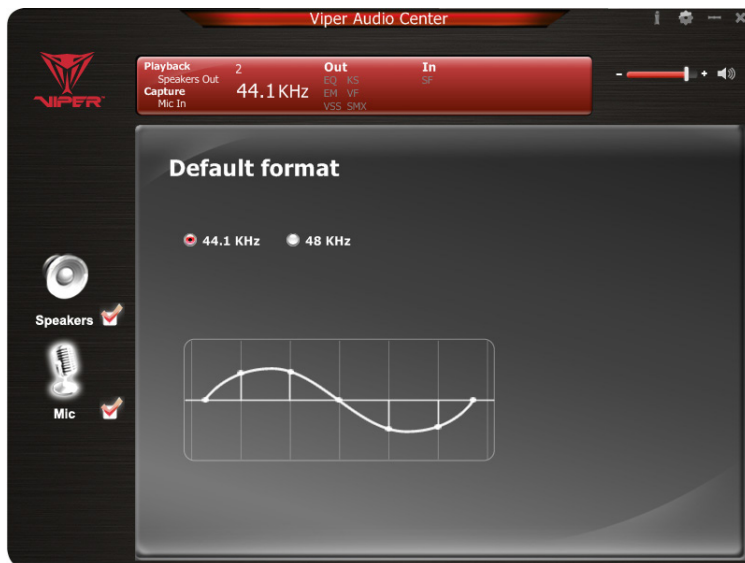 Viper Audio Center
VIPER
Playback 2 Out In
Speakers Out EQ KS SF
Capture 44.1 KHz EM VF
Mic In VSS SMX
- +
Default format
44.1 KHz 48 KHz
Speakers
Mic